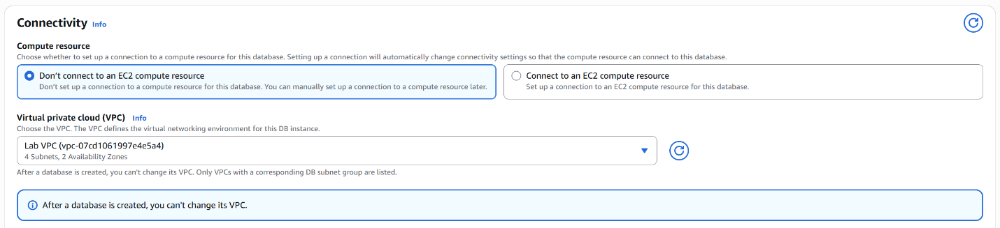 Connectivity Info
Compute resource
Choose whether to set up a connection to a compute resource for this database. Setting up a connection will automatically change connectivity settings so that the compute resource can connect to this database.
Don't connect to an EC2 compute resource
Don't set up a connection to a compute resource for this database. You can manually set up a connection to a compute resource later.
Connect to an EC2 compute resource
Set up a connection to an EC2 compute resource for this database.
Virtual private cloud (VPC) Info
Choose the VPC. The VPC defines the virtual networking environment for this DB instance.
Lab VPC (vpc-07cd1061997e4e5a4)
4 Subnets, 2 Availability Zones
After a database is created, you can't change its VPC. Only VPCs with a corresponding DB subnet group are listed.
After a database is created, you can't change its VPC.